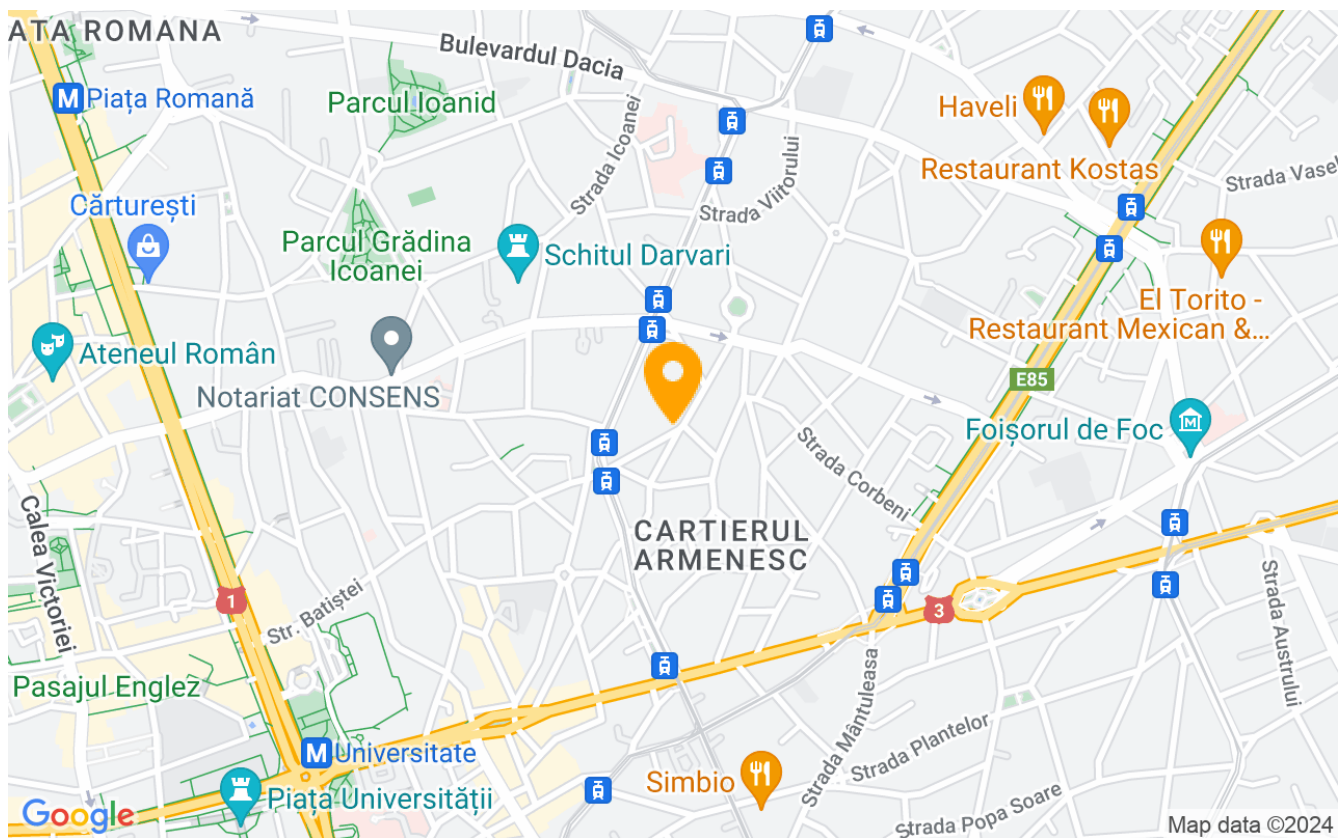 ATA ROMANA
Bulevardul Dacia
M Piața Romană
Parcul Ioanid
Strada Icoanei
Haveli
Restaurant Kostas
Strada Vasel
Strada Viitorului
Cărturești
Parcul Grădina
Icoanei
Schitul Darvari
El Torito -
Restaurant Mexican &...
Ateneul Român
Notariat CONSENS
E85
Foișorul de Foc
Strada Corbeni
CARTIERUL
ARMENESC
Calea Victoriei
1
3
Str. Batiștei
Strada Austrului
Strada Mântuleasa
Pasajul Englez
Strada Plantelor
M Universitate
Simbio
Piața Universității
Strada Popa Soare
Google
Map data ©2024